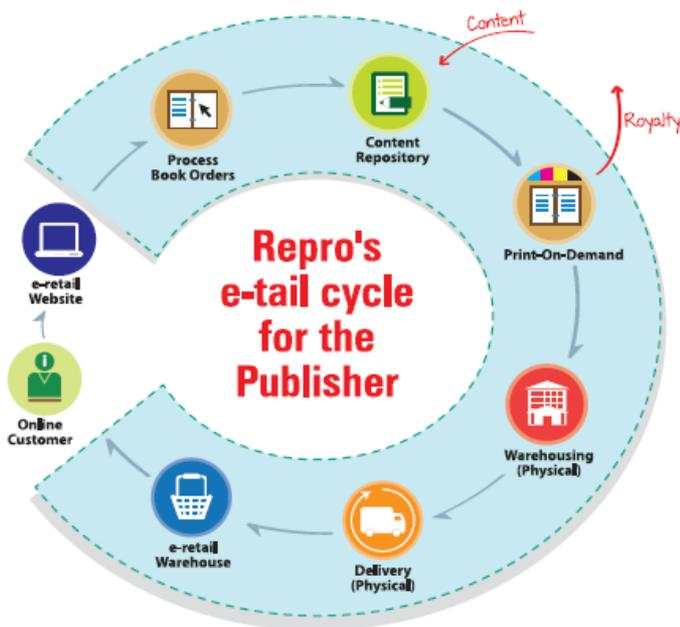 Content
Royalty
Process
Book Orders
Content
Repository
Print-On-Demand
e-retail
Website
Online
Customer
Repro's
e-tail cycle
for the
Publisher
Warehousing
(Physical)
Delivery
(Physical)
e-retail
Warehouse